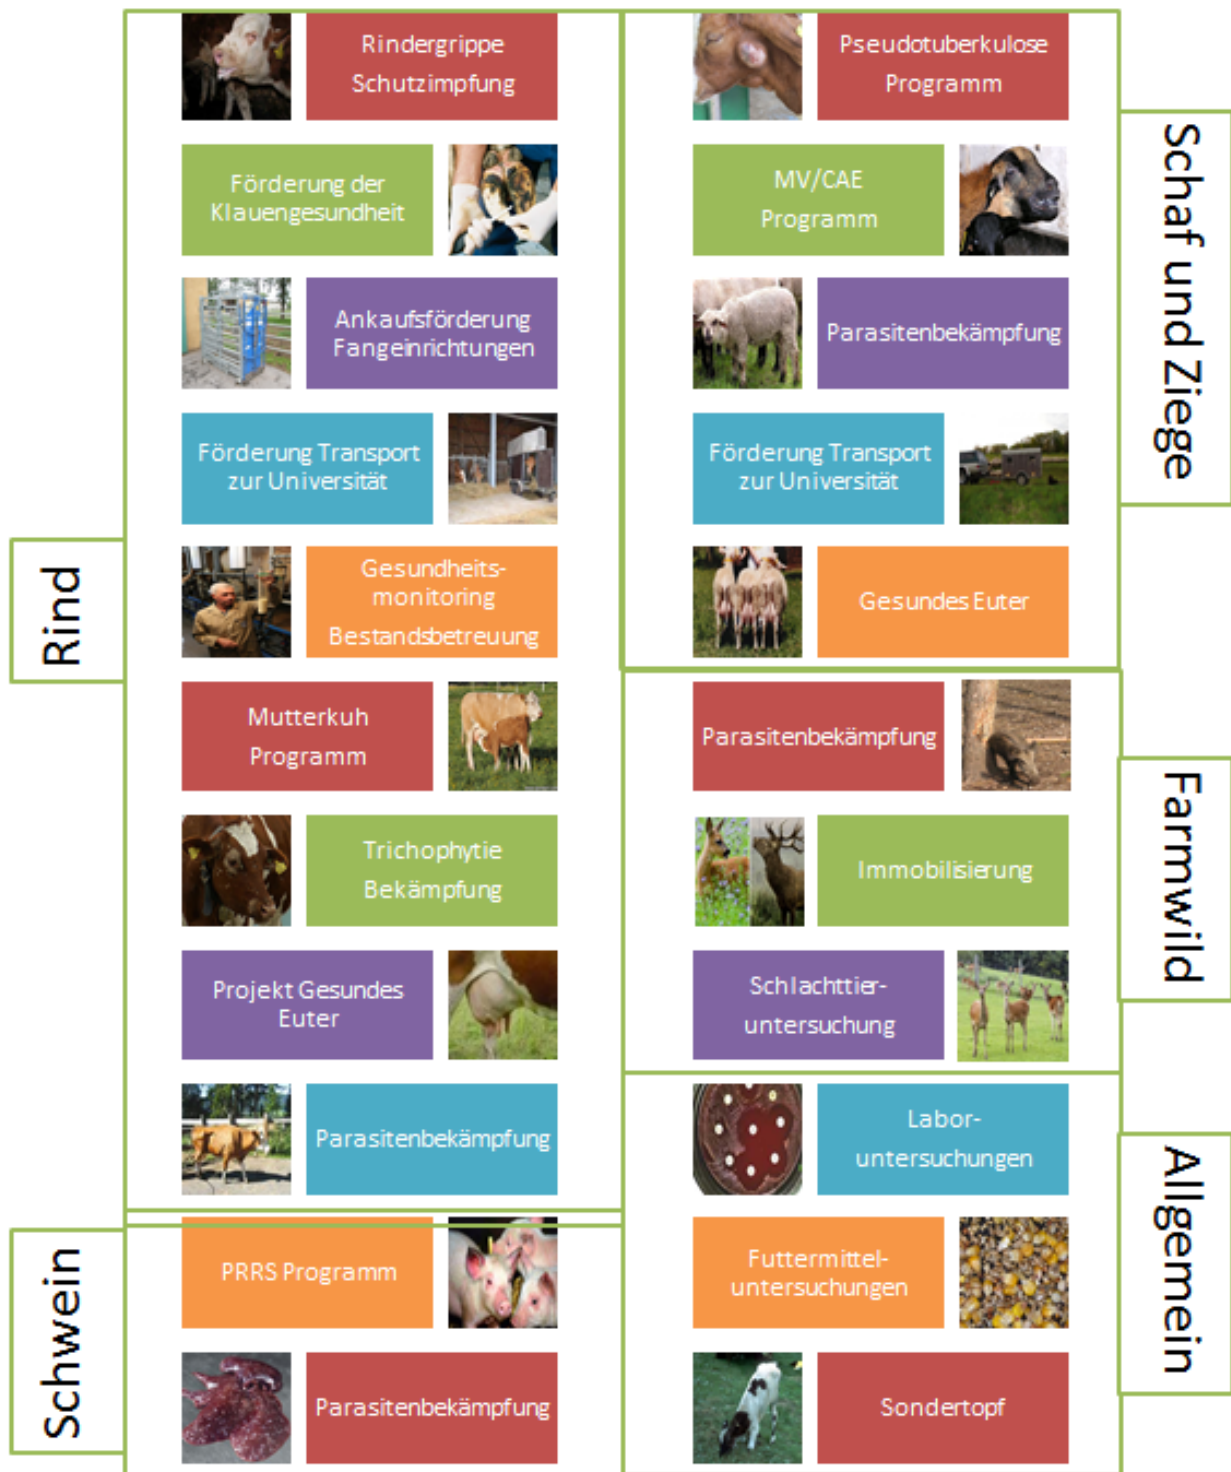 Rind
Rindergrippe
Schutzimpfung
Förderung der
Klauengesundheit
Ankaufsförderung
Fangeinrichtungen
Förderung Transport
zur Universität
Gesundheits-
monitoring
Bestandsbetreuung
Mutterkuh
Programm
Trichophytie
Bekämpfung
Projekt Gesundes
Euter
Parasitenbekämpfung
Schwein
PRRS Programm
Parasitenbekämpfung
Schaf und Ziege
Pseudotuberkulose
Programm
MV/CAE
Programm
Parasitenbekämpfung
Förderung Transport
zur Universität
Gesundes Euter
Farmwild
Parasitenbekämpfung
Immobilisierung
Schlachttier-
untersuchung
Allgemein
Labor-
untersuchungen
Futtermittel-
untersuchungen
Sondertopf